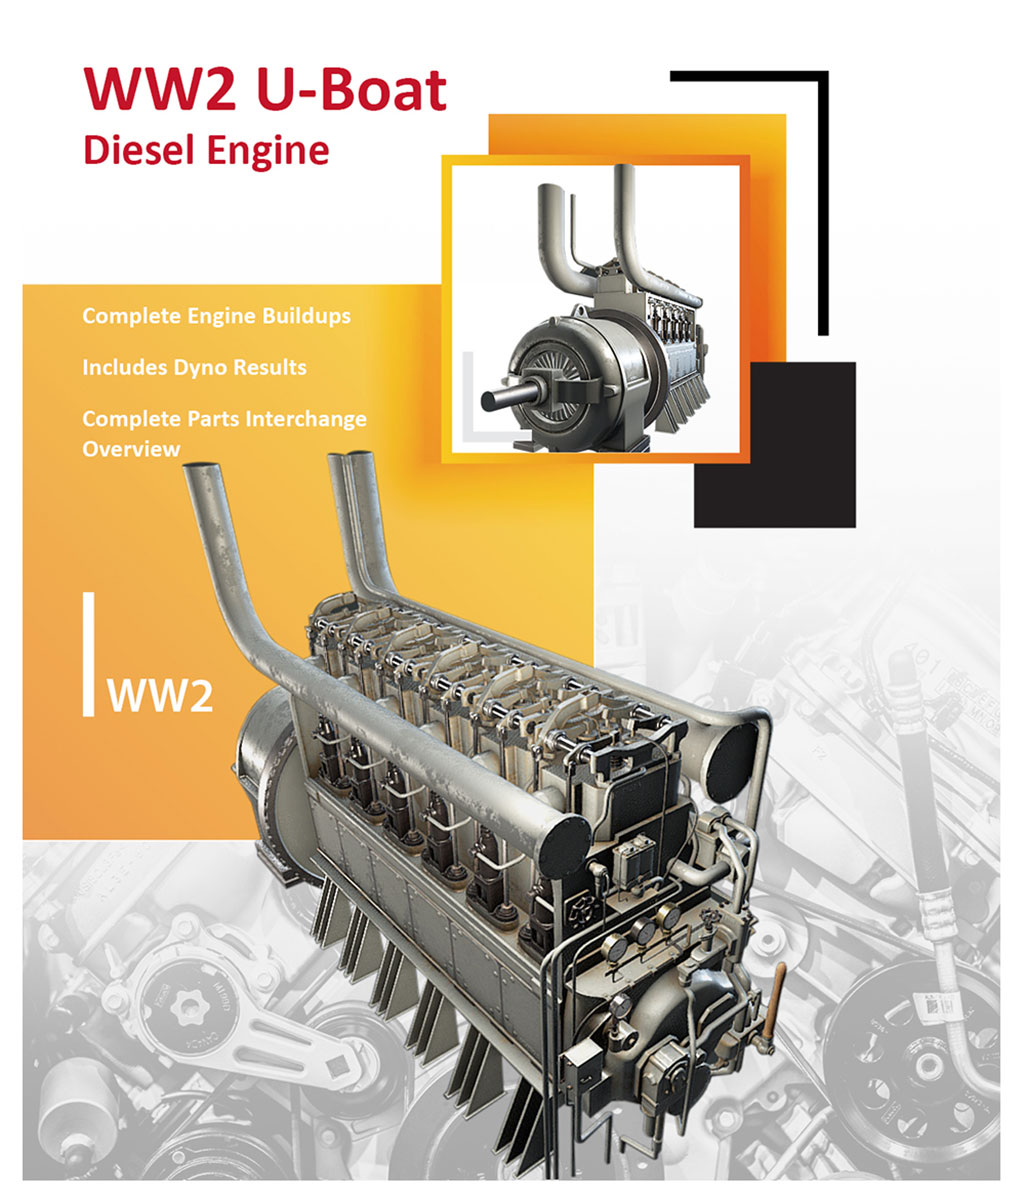 WW2 U-Boat
Diesel Engine
Complete Engine Buildups
Includes Dyno Results
Complete Parts Interchange
Overview
WW2